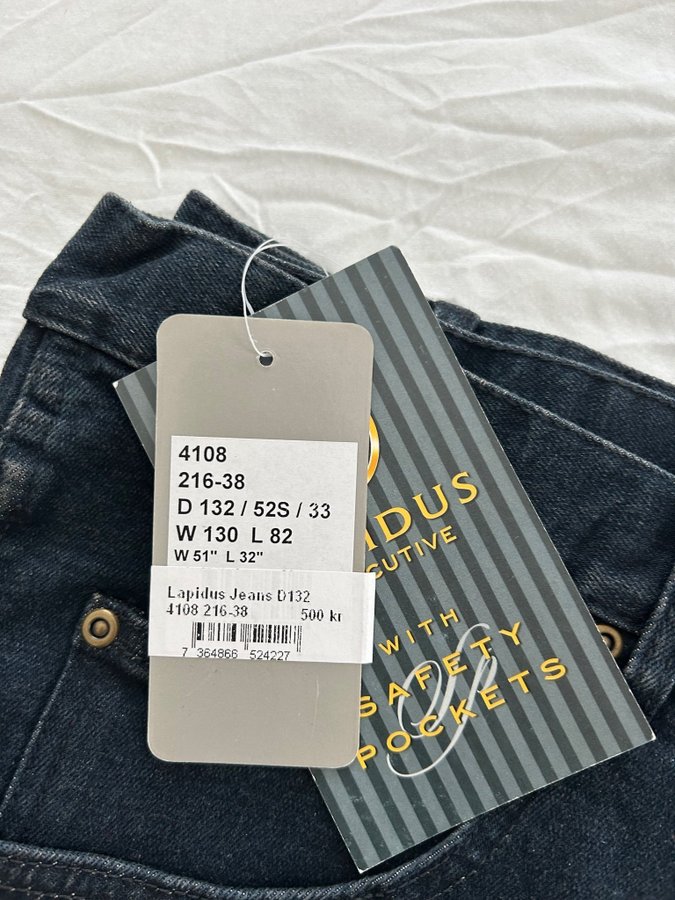 4108
216-38
D 132 / 52S / 33
W 130 L 82
W 51" L 32"
Lapidus Jeans D132
4108 216-38 500 kr
7 364866 524227
IDUS
CUTIVE
WITH
SAFETY
POCKETS